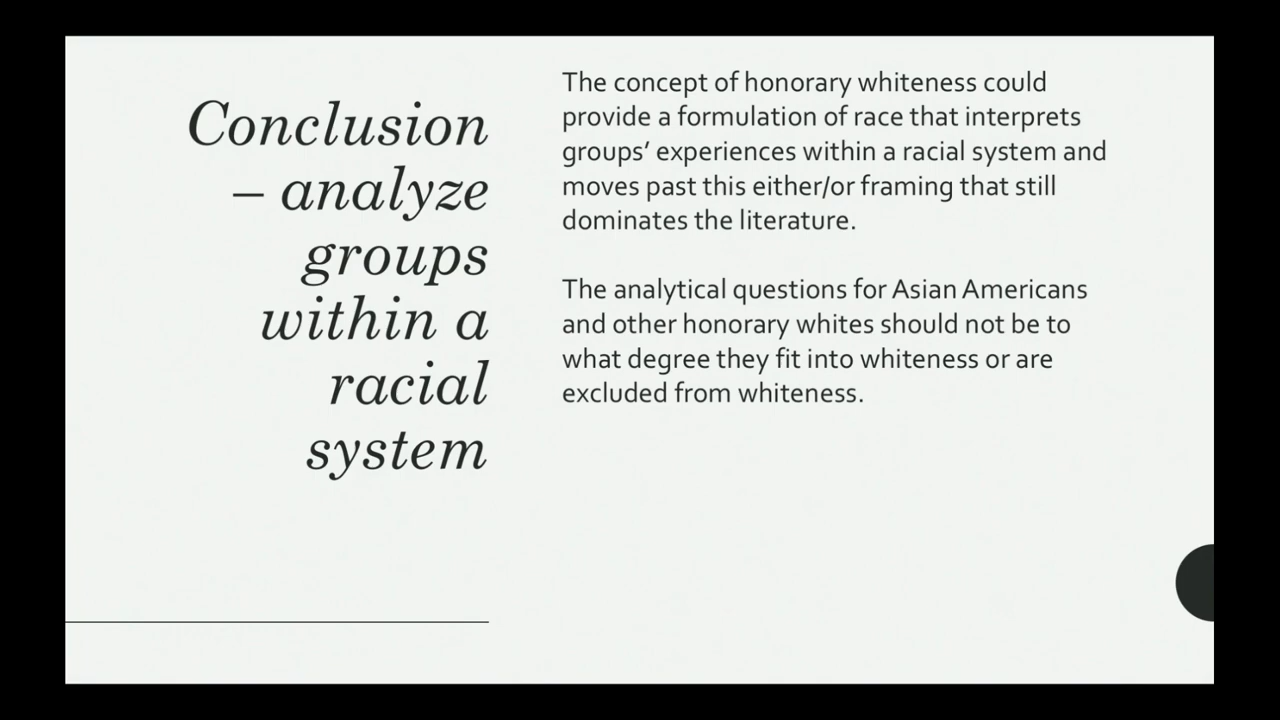 Conclusion
– analyze
groups
within a
racial
system
The concept of honorary whiteness could
provide a formulation of race that interprets
groups’ experiences within a racial system and
moves past this either/or framing that still
dominates the literature.
The analytical questions for Asian Americans
and other honorary whites should not be to
what degree they fit into whiteness or are
excluded from whiteness.